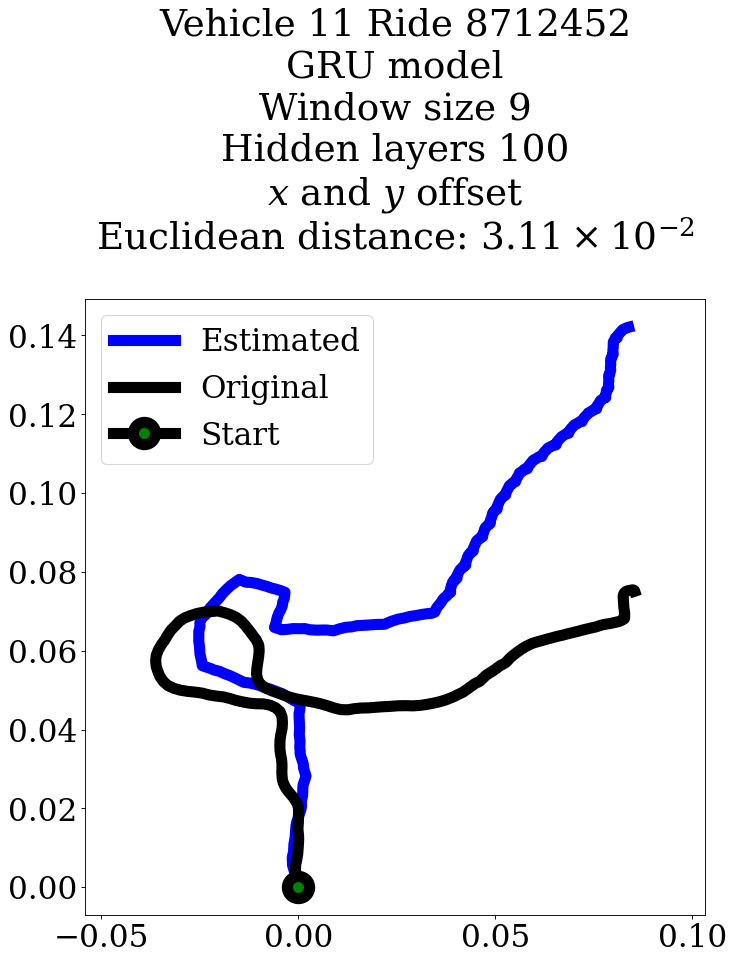 Vehicle 11 Ride 8712452
GRU model
Window size 9
Hidden layers 100
x and y offset
Euclidean distance: 3.11 × 10⁻²
Estimated
Original
Start
0.14
0.12
0.10
0.08
0.06
0.04
0.02
0.00
−0.05 0.00 0.05 0.10